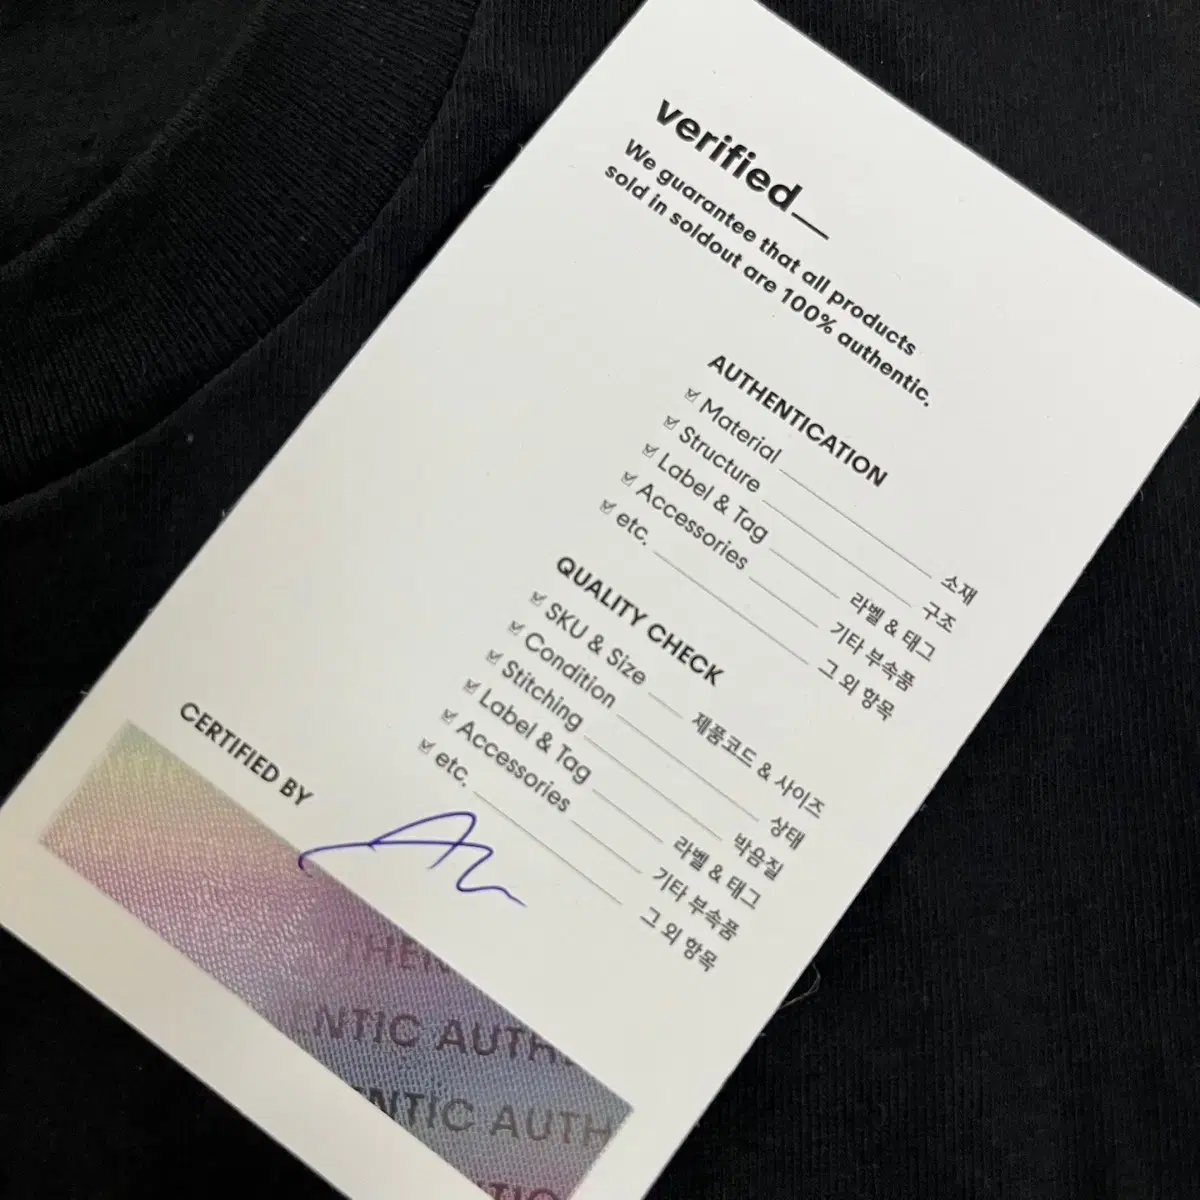 verified__
We guarantee that all products
sold in soldout are 100% authentic.
AUTHENTICATION
Material 소재
Structure 구조
Label & Tag 라벨 & 태그
Accessories 기타 부속품
etc. 그 외 항목
QUALITY CHECK
SKU & Size 제품코드 & 사이즈
Condition 상태
Stitching 박음질
Label & Tag 라벨 & 태그
Accessories 기타 부속품
etc. 그 외 항목
CERTIFIED BY
NTIC AUTH
NTIC AUTH